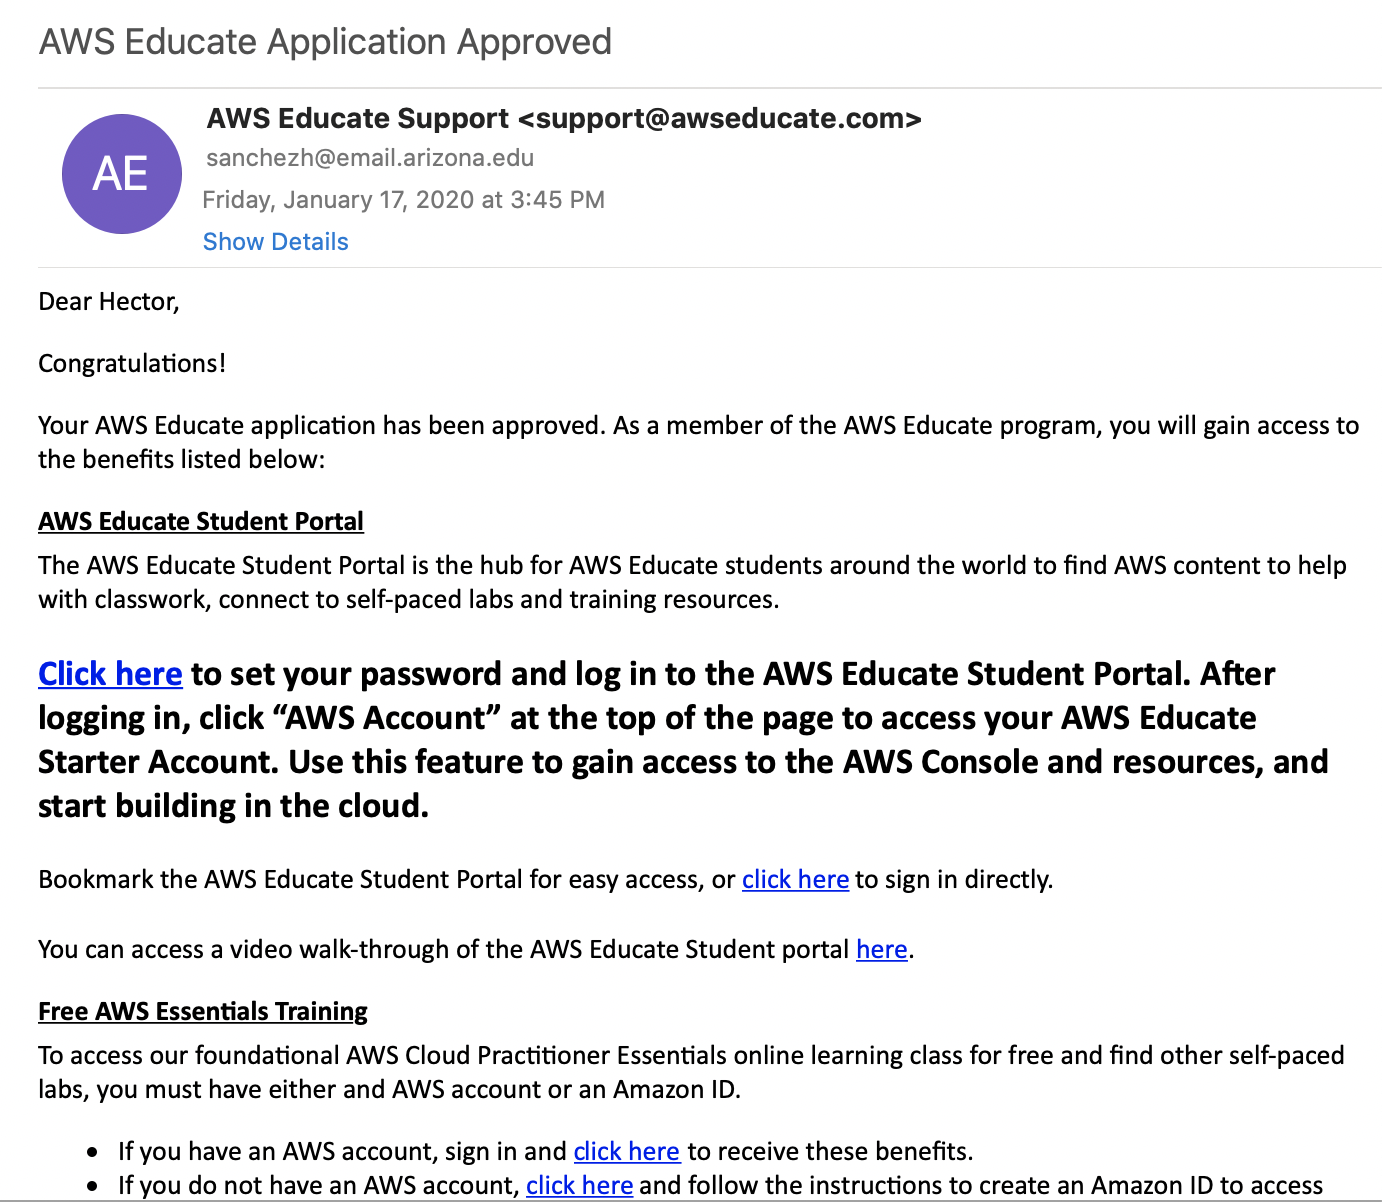 AWS Educate Application Approved
AE
AWS Educate Support <support@awseducate.com>
sanchezh@email.arizona.edu
Friday, January 17, 2020 at 3:45 PM
Show Details
Dear Hector,
Congratulations!
Your AWS Educate application has been approved. As a member of the AWS Educate program, you will gain access to
the benefits listed below:
AWS Educate Student Portal
The AWS Educate Student Portal is the hub for AWS Educate students around the world to find AWS content to help
with classwork, connect to self-paced labs and training resources.
Click here to set your password and log in to the AWS Educate Student Portal. After
logging in, click “AWS Account” at the top of the page to access your AWS Educate
Starter Account. Use this feature to gain access to the AWS Console and resources, and
start building in the cloud.
Bookmark the AWS Educate Student Portal for easy access, or click here to sign in directly.
You can access a video walk-through of the AWS Educate Student portal here.
Free AWS Essentials Training
To access our foundational AWS Cloud Practitioner Essentials online learning class for free and find other self-paced
labs, you must have either and AWS account or an Amazon ID.
• If you have an AWS account, sign in and click here to receive these benefits.
• If you do not have an AWS account, click here and follow the instructions to create an Amazon ID to access